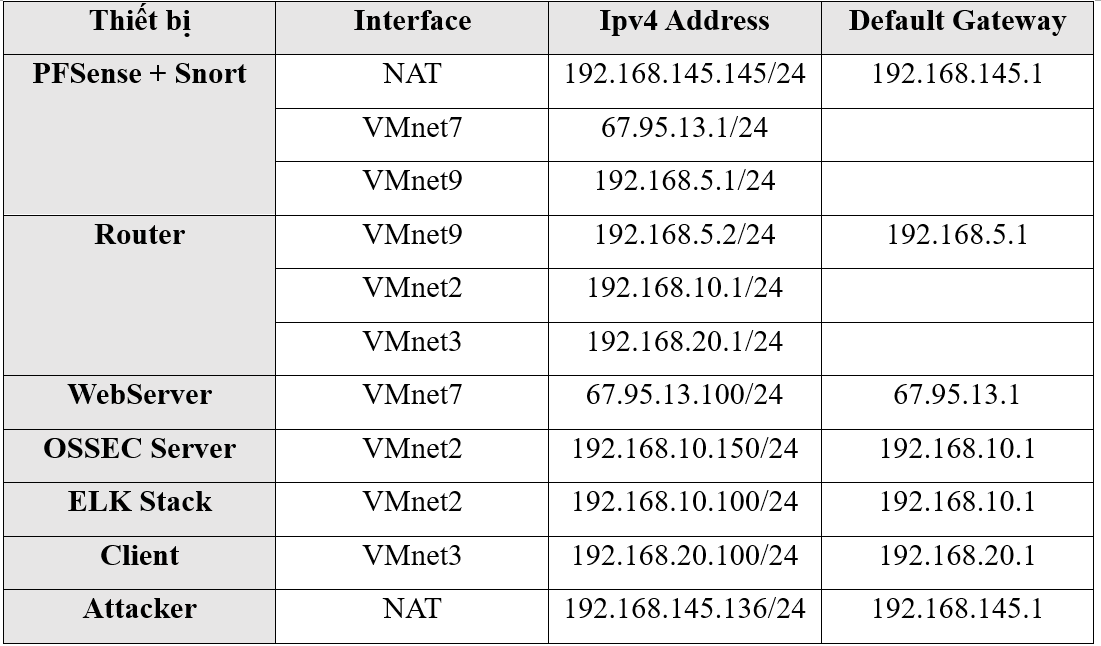 Thiết bị Interface Ipv4 Address Default Gateway
PFSense + Snort NAT 192.168.145.145/24 192.168.145.1
VMnet7 67.95.13.1/24
VMnet9 192.168.5.1/24
Router VMnet9 192.168.5.2/24 192.168.5.1
VMnet2 192.168.10.1/24
VMnet3 192.168.20.1/24
WebServer VMnet7 67.95.13.100/24 67.95.13.1
OSSEC Server VMnet2 192.168.10.150/24 192.168.10.1
ELK Stack VMnet2 192.168.10.100/24 192.168.10.1
Client VMnet3 192.168.20.100/24 192.168.20.1
Attacker NAT 192.168.145.136/24 192.168.145.1